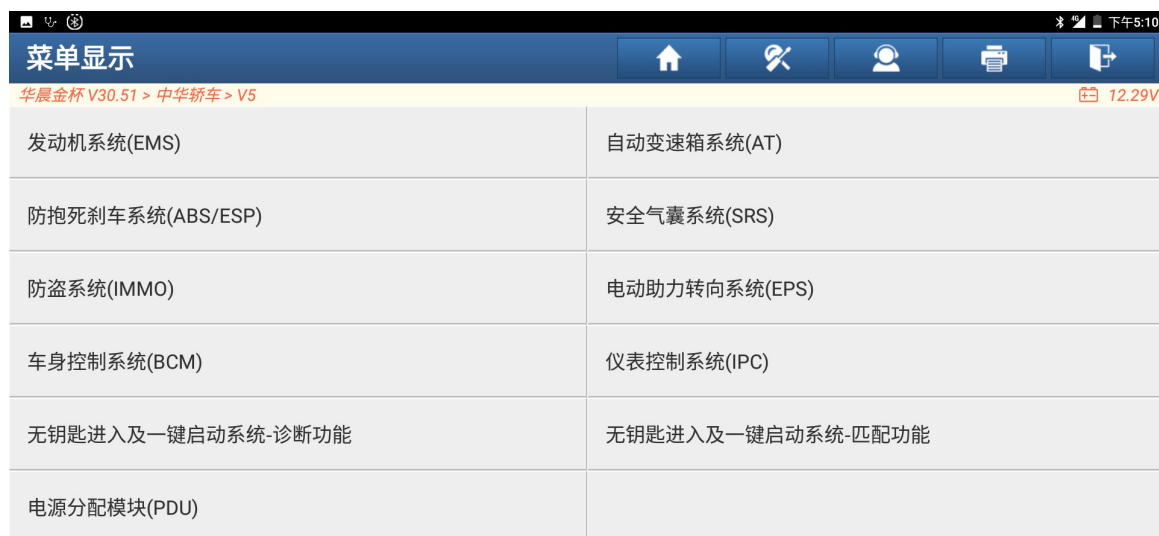 4G 下午5:10
菜单显示
华晨金杯 V30.51 > 中华轿车 > V5 12.29V
发动机系统(EMS) 自动变速箱系统(AT)
防抱死刹车系统(ABS/ESP) 安全气囊系统(SRS)
防盗系统(IMMO) 电动助力转向系统(EPS)
车身控制系统(BCM) 仪表控制系统(IPC)
无钥匙进入及一键启动系统-诊断功能 无钥匙进入及一键启动系统-匹配功能
电源分配模块(PDU)